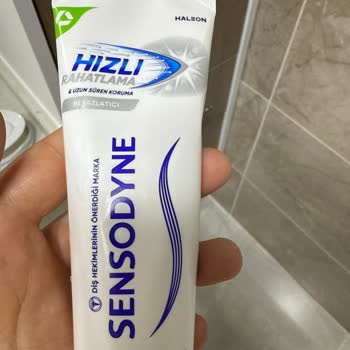 HALEON
HIZLI
RAHATLAMA
& UZUN SÜREN KORUMA
BEYAZLATICI
SENSODYNE
DİŞ HEKİMLERİNİN ÖNERDİĞİ MARKA